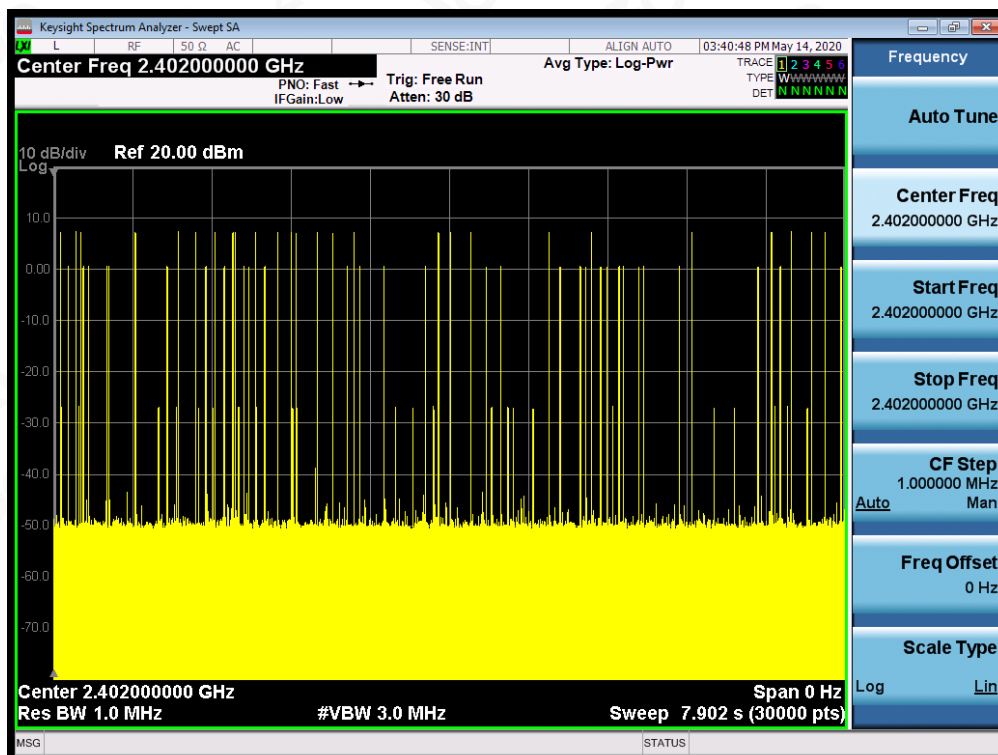 Keysight Spectrum Analyzer - Swept SA
LXI L RF 50 Ω AC SENSE:INT ALIGN AUTO 03:40:48 PM May 14, 2020
Center Freq 2.402000000 GHz
PNO: Fast
IFGain:Low
Trig: Free Run
Atten: 30 dB
Avg Type: Log-Pwr
TRACE 1 2 3 4 5 6
TYPE WWWWWWW
DET N N N N N N
10 dB/div Ref 20.00 dBm
Log
10.0
0.00
-10.0
-20.0
-30.0
-40.0
-50.0
-60.0
-70.0
Center 2.402000000 GHz Span 0 Hz
Res BW 1.0 MHz #VBW 3.0 MHz Sweep 7.902 s (30000 pts)
MSG STATUS
Frequency
Auto Tune
Center Freq
2.402000000 GHz
Start Freq
2.402000000 GHz
Stop Freq
2.402000000 GHz
CF Step
1.000000 MHz
Auto Man
Freq Offset
0 Hz
Scale Type
Log Lin